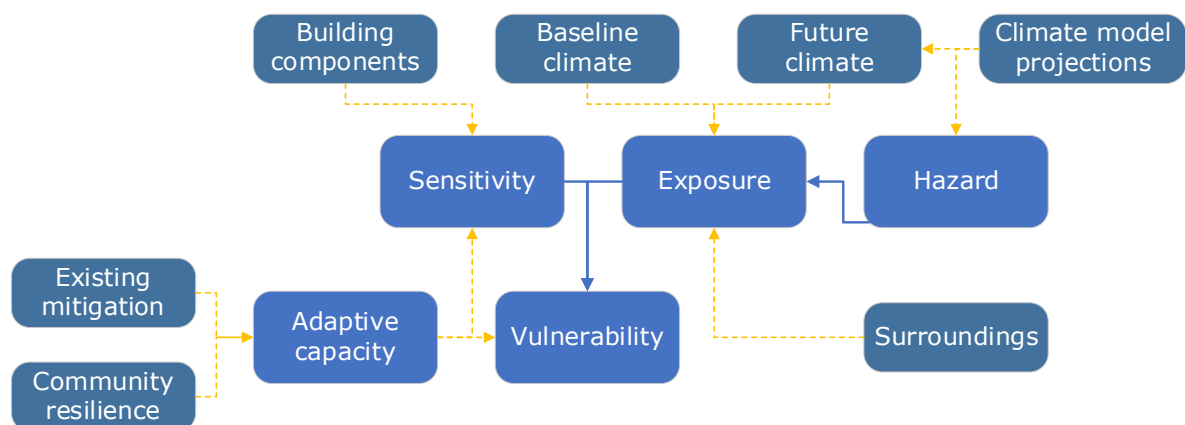 Building
components
Baseline
climate
Future
climate
Climate model
projections
Sensitivity
Exposure
Hazard
Existing
mitigation
Adaptive
capacity
Vulnerability
Surroundings
Community
resilience